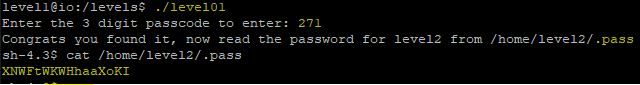 level1@io:/levels$ ./level01
Enter the 3 digit passcode to enter: 271
Congrats you found it, now read the password for level2 from /home/level2/.pass
sh-4.3$ cat /home/level2/.pass
XNWFtWKWHhaaXoKI